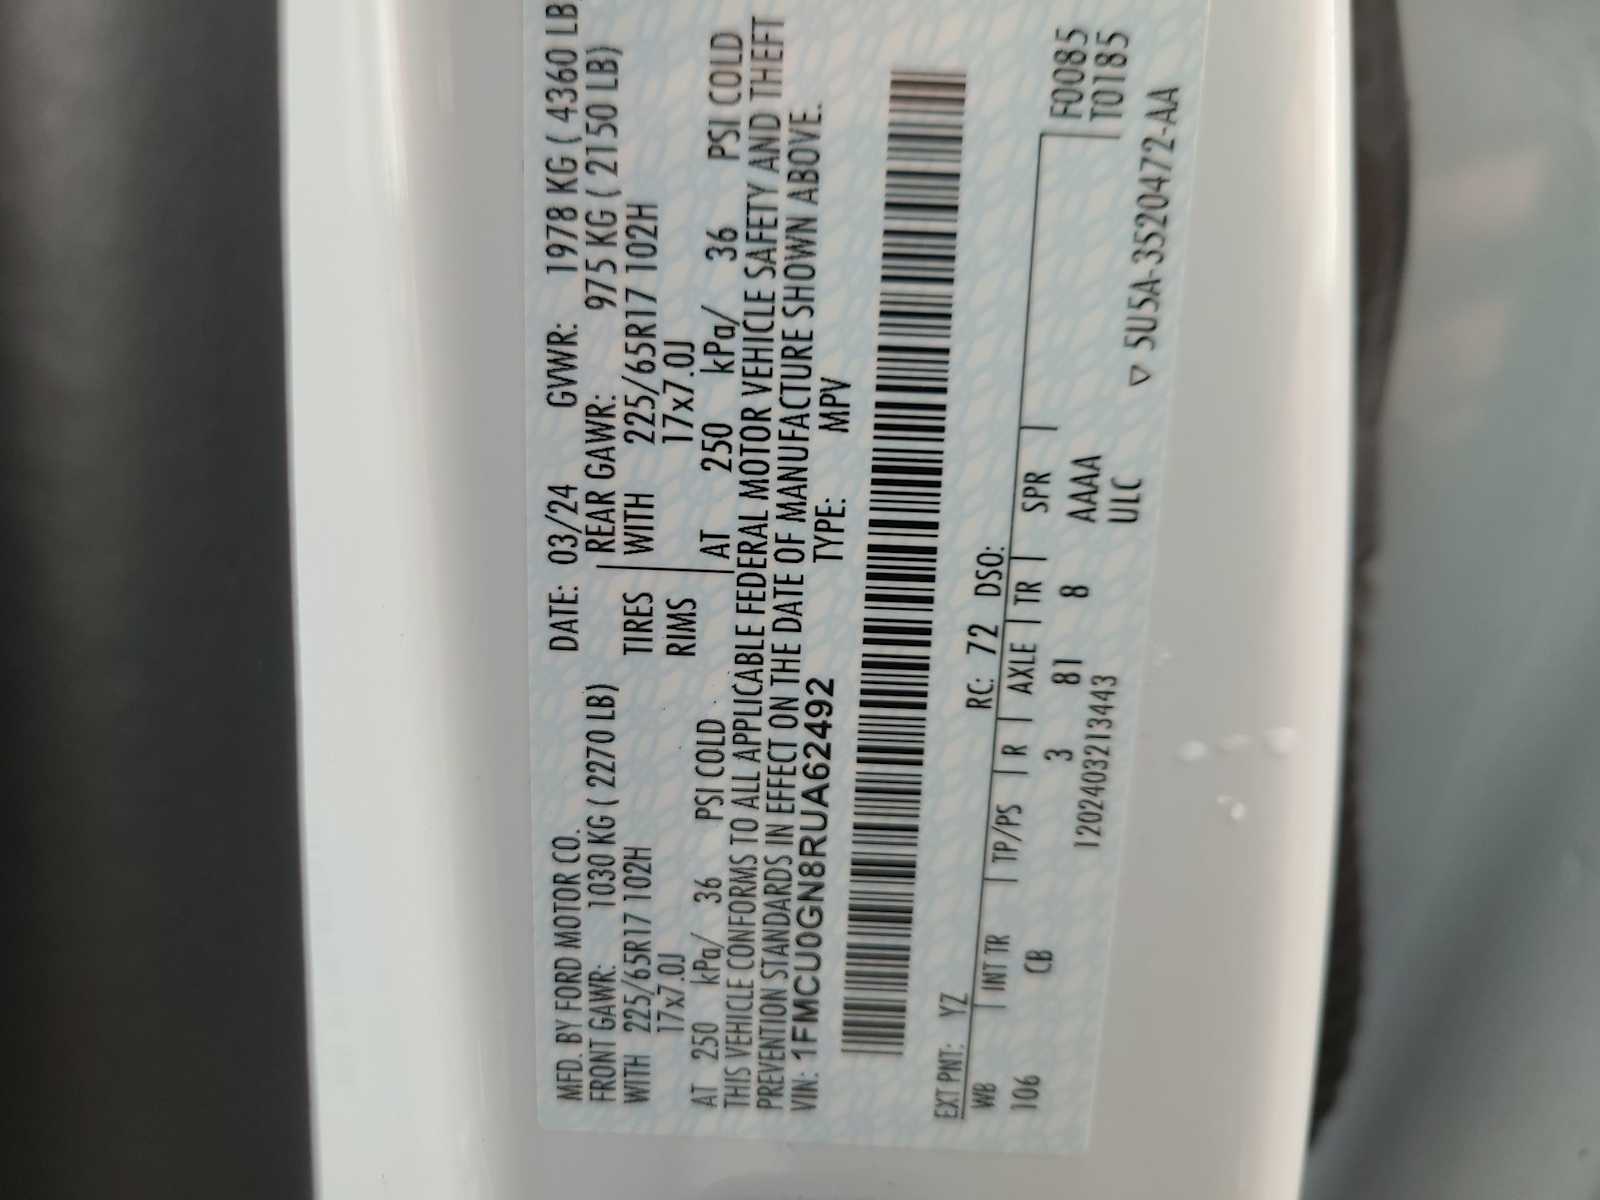 MFD. BY FORD MOTOR CO. DATE: 03/24 GVWR: 1978 KG ( 4360 LB
FRONT GAWR: 1030 KG ( 2270 LB) REAR GAWR: 975 KG ( 2150 LB)
WITH 225/65R17 102H TIRES WITH 225/65R17 102H
17x7.0J RIMS 17x7.0J
AT 250 kPa/ 36 PSI COLD AT 250 kPa/ 36 PSI COLD
THIS VEHICLE CONFORMS TO ALL APPLICABLE FEDERAL MOTOR VEHICLE SAFETY AND THEFT
PREVENTION STANDARDS IN EFFECT ON THE DATE OF MANUFACTURE SHOWN ABOVE.
VIN: 1FMCU0GN8RUA62492 TYPE: MPV
EXT PNT: YZ RC: 72 DSO:
WB INT TR TP/PS R AXLE TR SPR F0085
106 CB 3 81 8 AAAA T0185
1202403213443 ULC
▽ 5U5A-3520472-AA